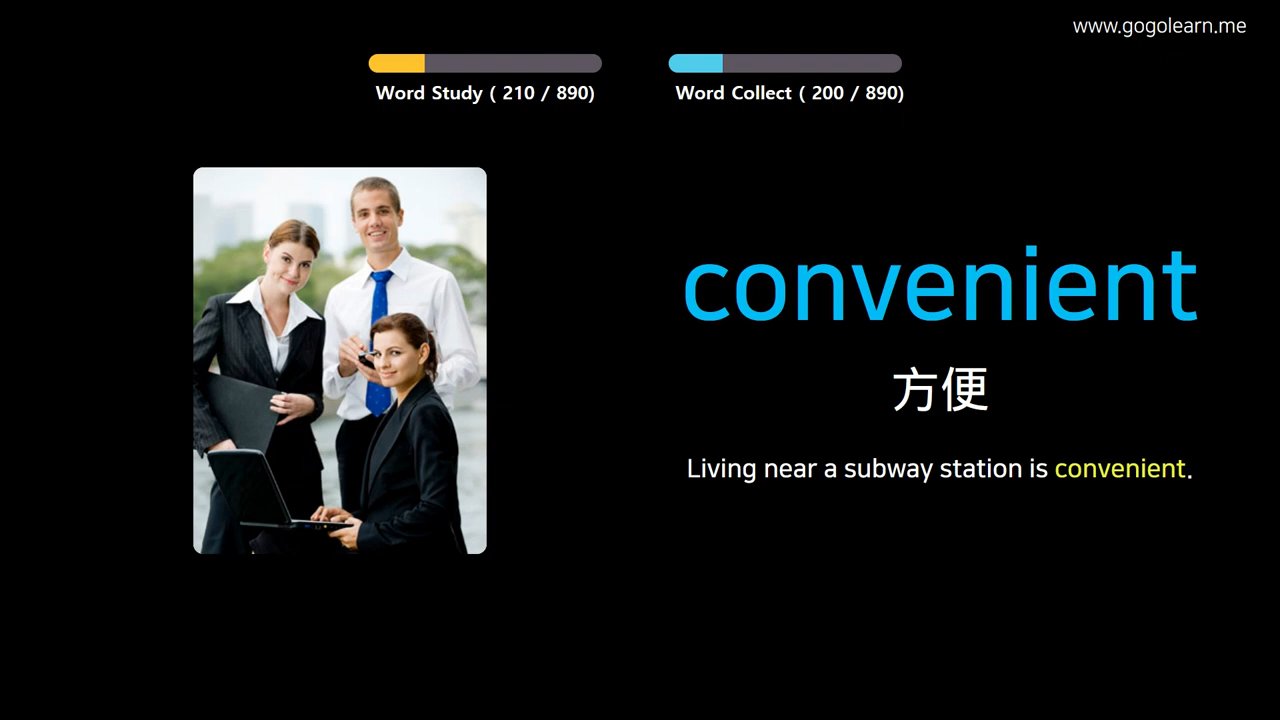 www.gogolearn.me
Word Study ( 210 / 890)
Word Collect ( 200 / 890)
convenient
方便
Living near a subway station is convenient.